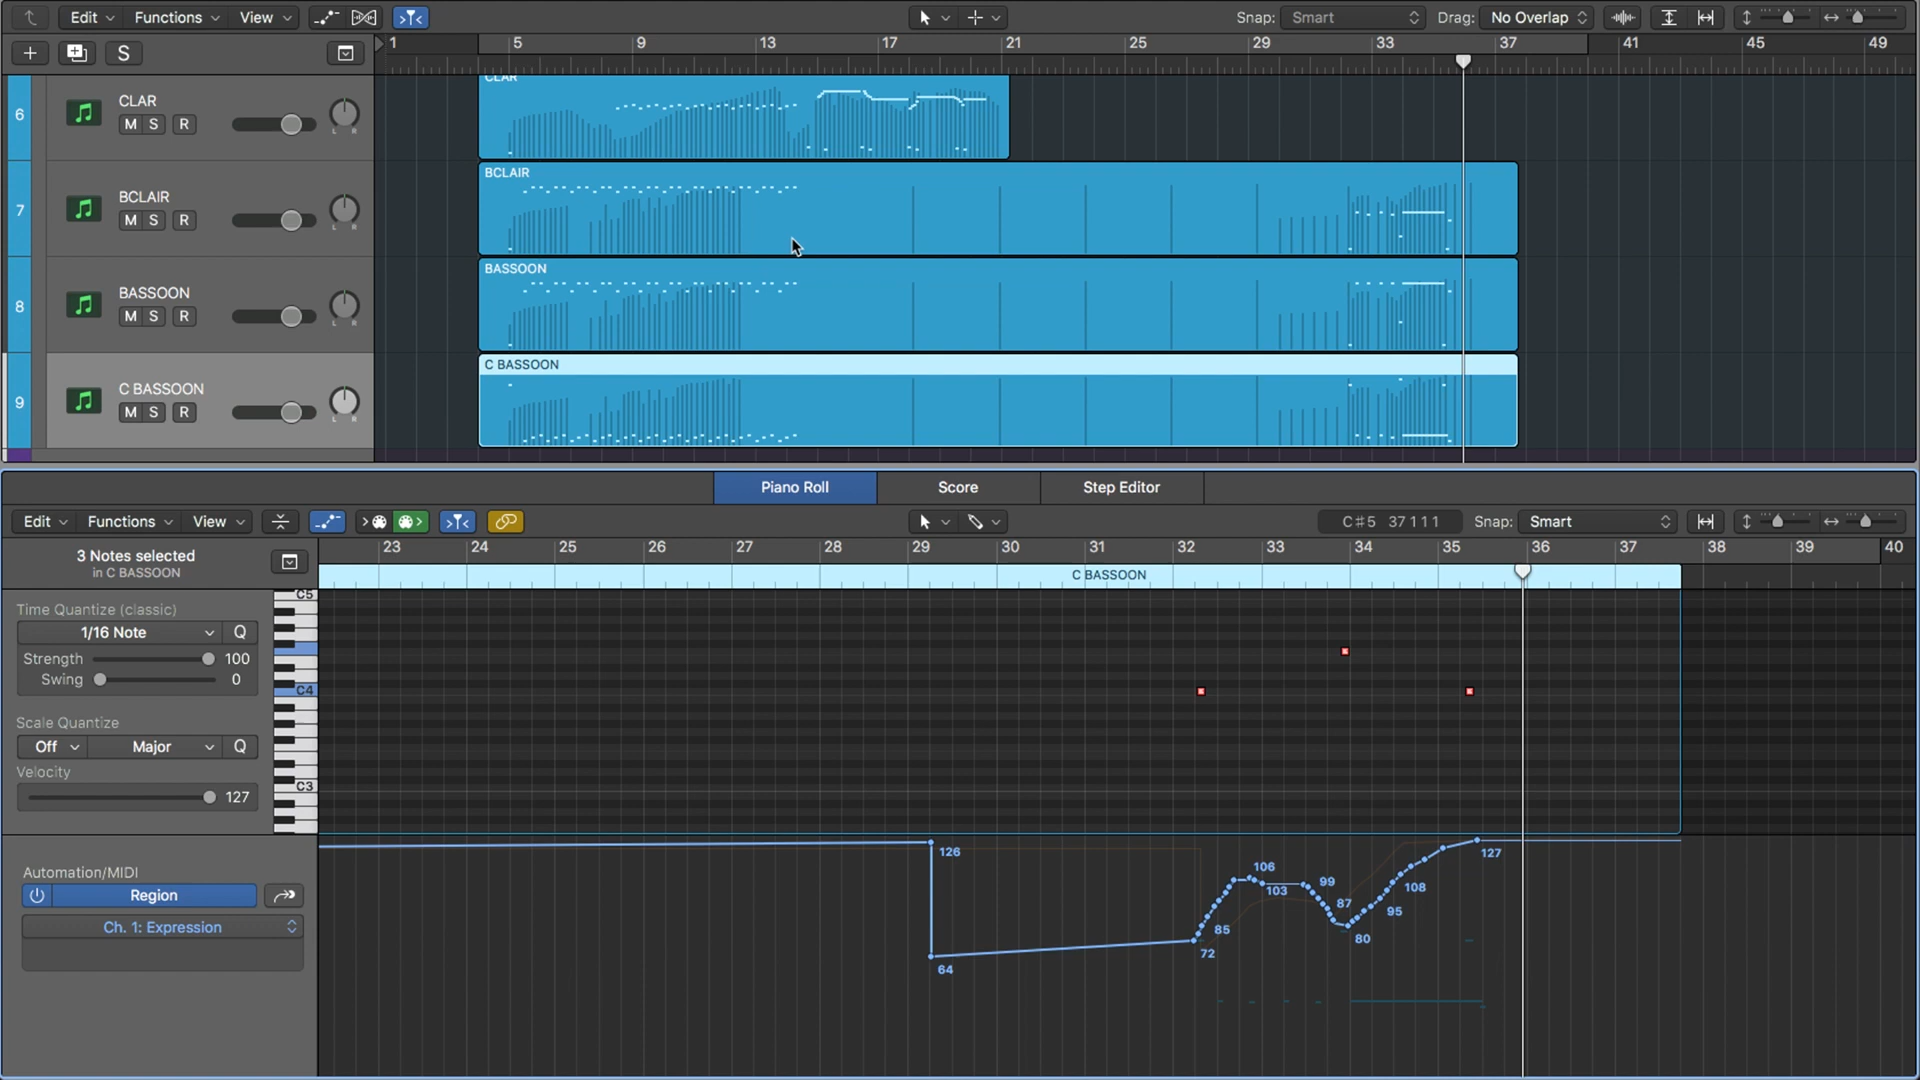 Edit Functions View Snap: Smart Drag: No Overlap
S 1 5 9 13 17 21 25 29 33 37 41 45 49
6 CLAR M S R L R CLAR
7 BCLAIR M S R L R BCLAIR
8 BASSOON M S R L R BASSOON
9 C BASSOON M S R L R C BASSOON
Piano Roll Score Step Editor
Edit Functions View C#5 37 1 1 1 Snap: Smart
3 Notes selected
in C BASSOON
23 24 25 26 27 28 29 30 31 32 33 34 35 36 37 38 39 40
C BASSOON
Time Quantize (classic)
1/16 Note Q
Strength 100
Swing 0
Scale Quantize
Off Major Q
Velocity
127
C5
C4
C3
Automation/MIDI
Region
Ch. 1: Expression
126
64
72
85
106
103
99
87
80
95
108
127